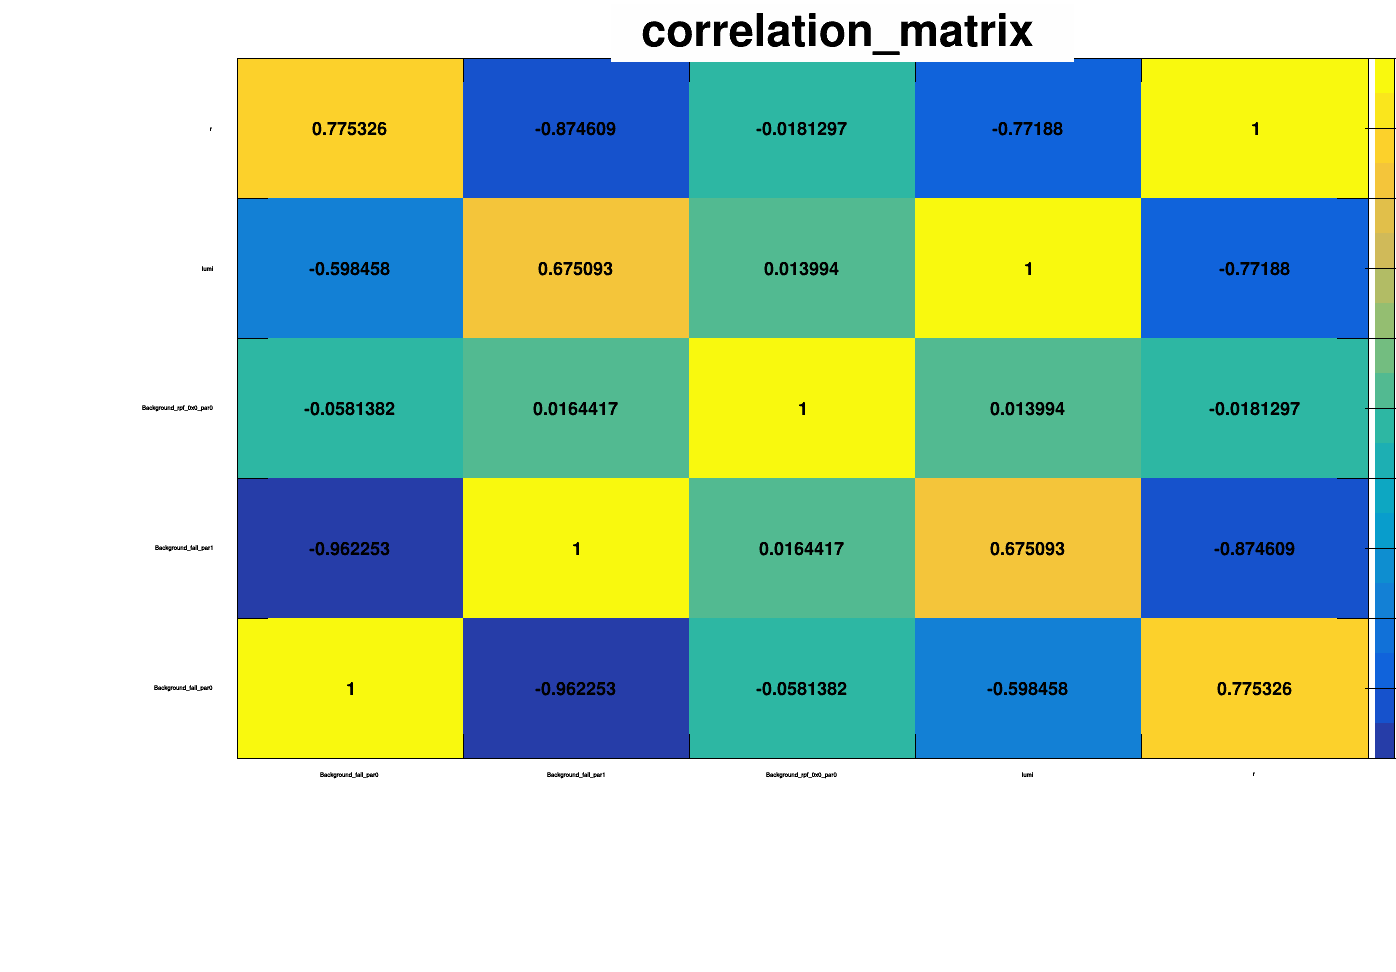 correlation_matrix
r 0.775326 -0.874609 -0.0181297 -0.77188 1
lumi -0.598458 0.675093 0.013994 1 -0.77188
Background_rpf_0x0_par0 -0.0581382 0.0164417 1 0.013994 -0.0181297
Background_fail_par1 -0.962253 1 0.0164417 0.675093 -0.874609
Background_fail_par0 1 -0.962253 -0.0581382 -0.598458 0.775326
Background_fail_par0 Background_fail_par1 Background_rpf_0x0_par0 lumi r